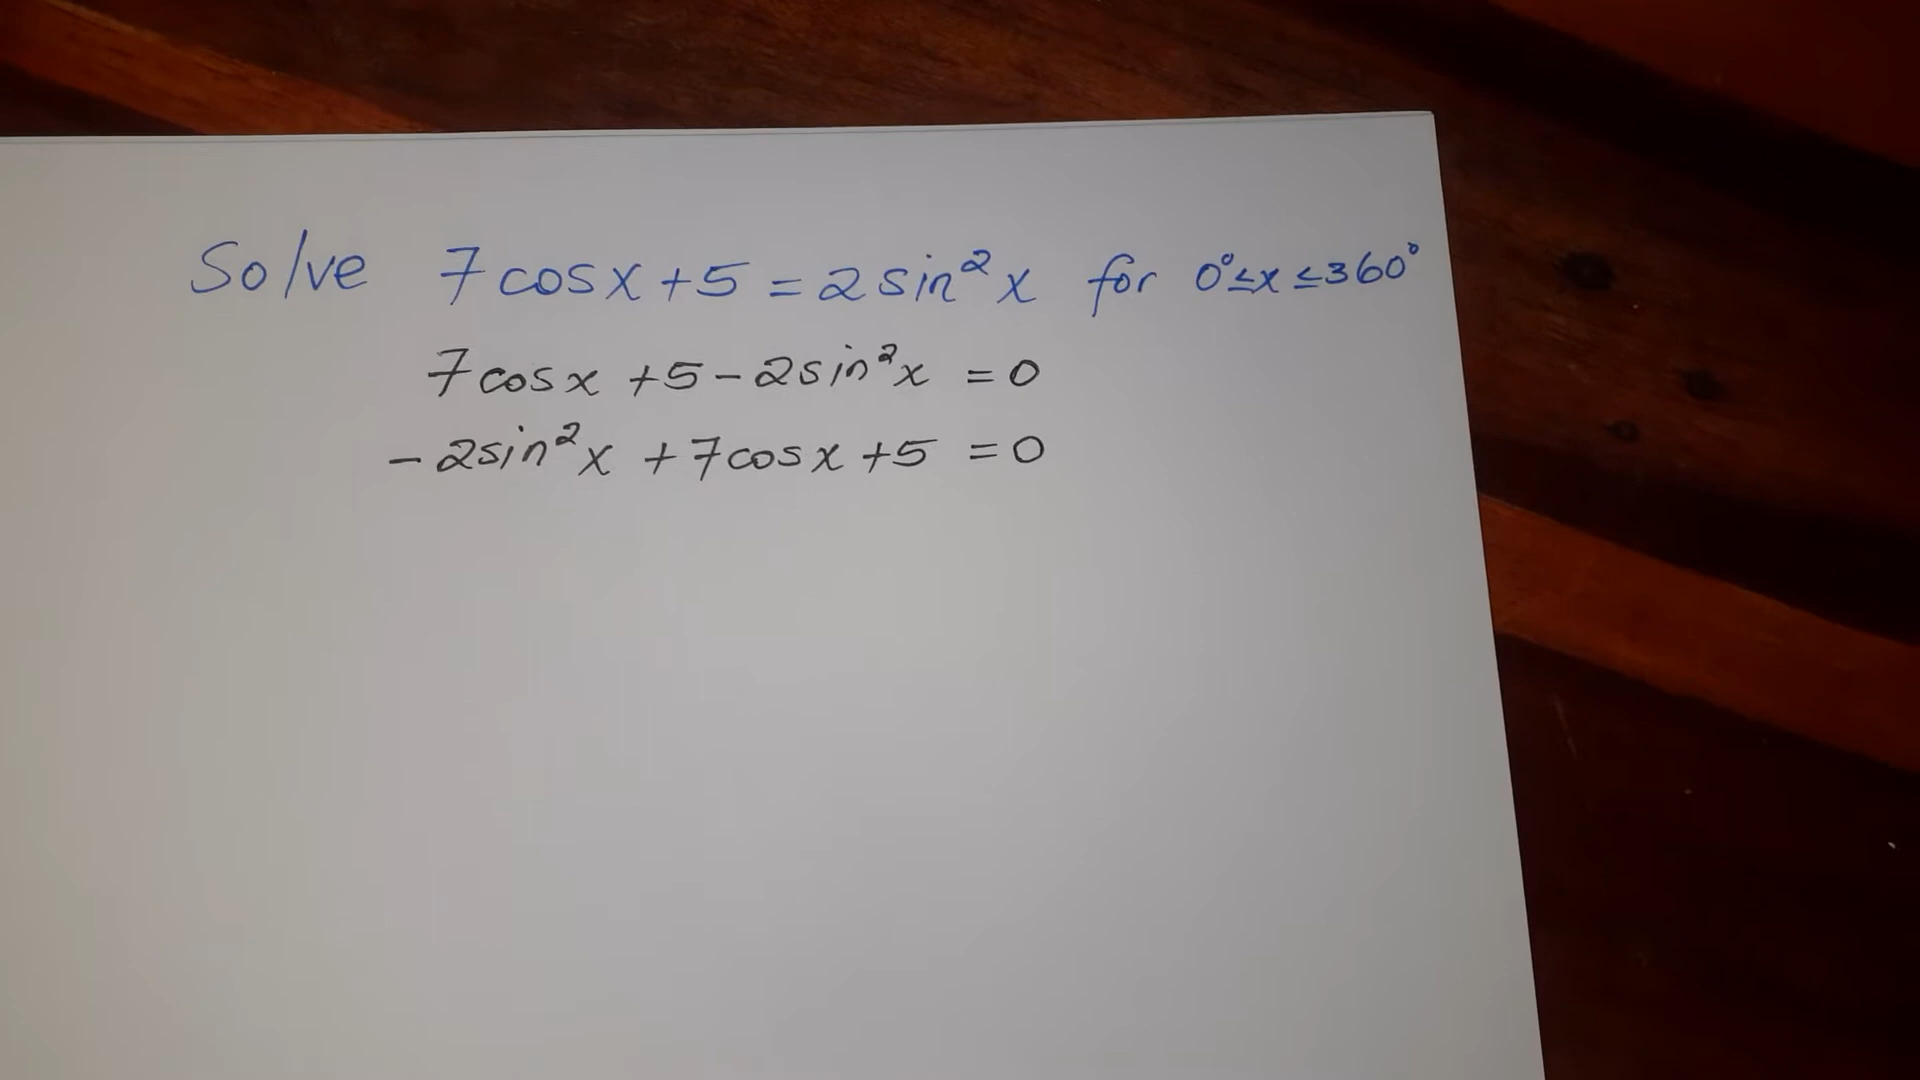 Solve 7cosx+5=2sin²x for 0°≤x≤360°
7cosx+5-2sin²x=0
-2sin²x+7cosx+5=0